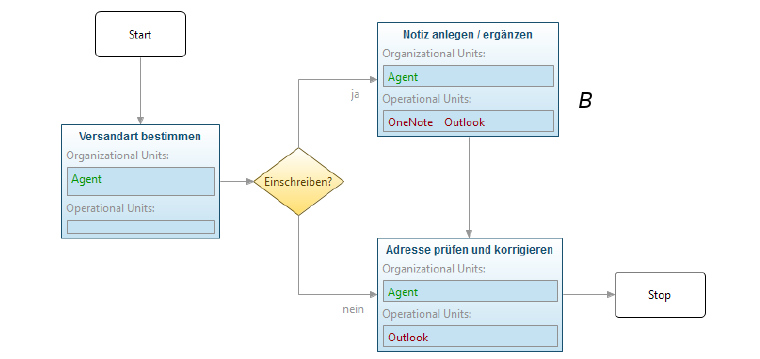 Start
Versandart bestimmen
Organizational Units:
Agent
Operational Units:
Einschreiben?
ja
nein
Notiz anlegen / ergänzen
Organizational Units:
Agent
Operational Units:
OneNote Outlook
B
Adresse prüfen und korrigieren
Organizational Units:
Agent
Operational Units:
Outlook
Stop